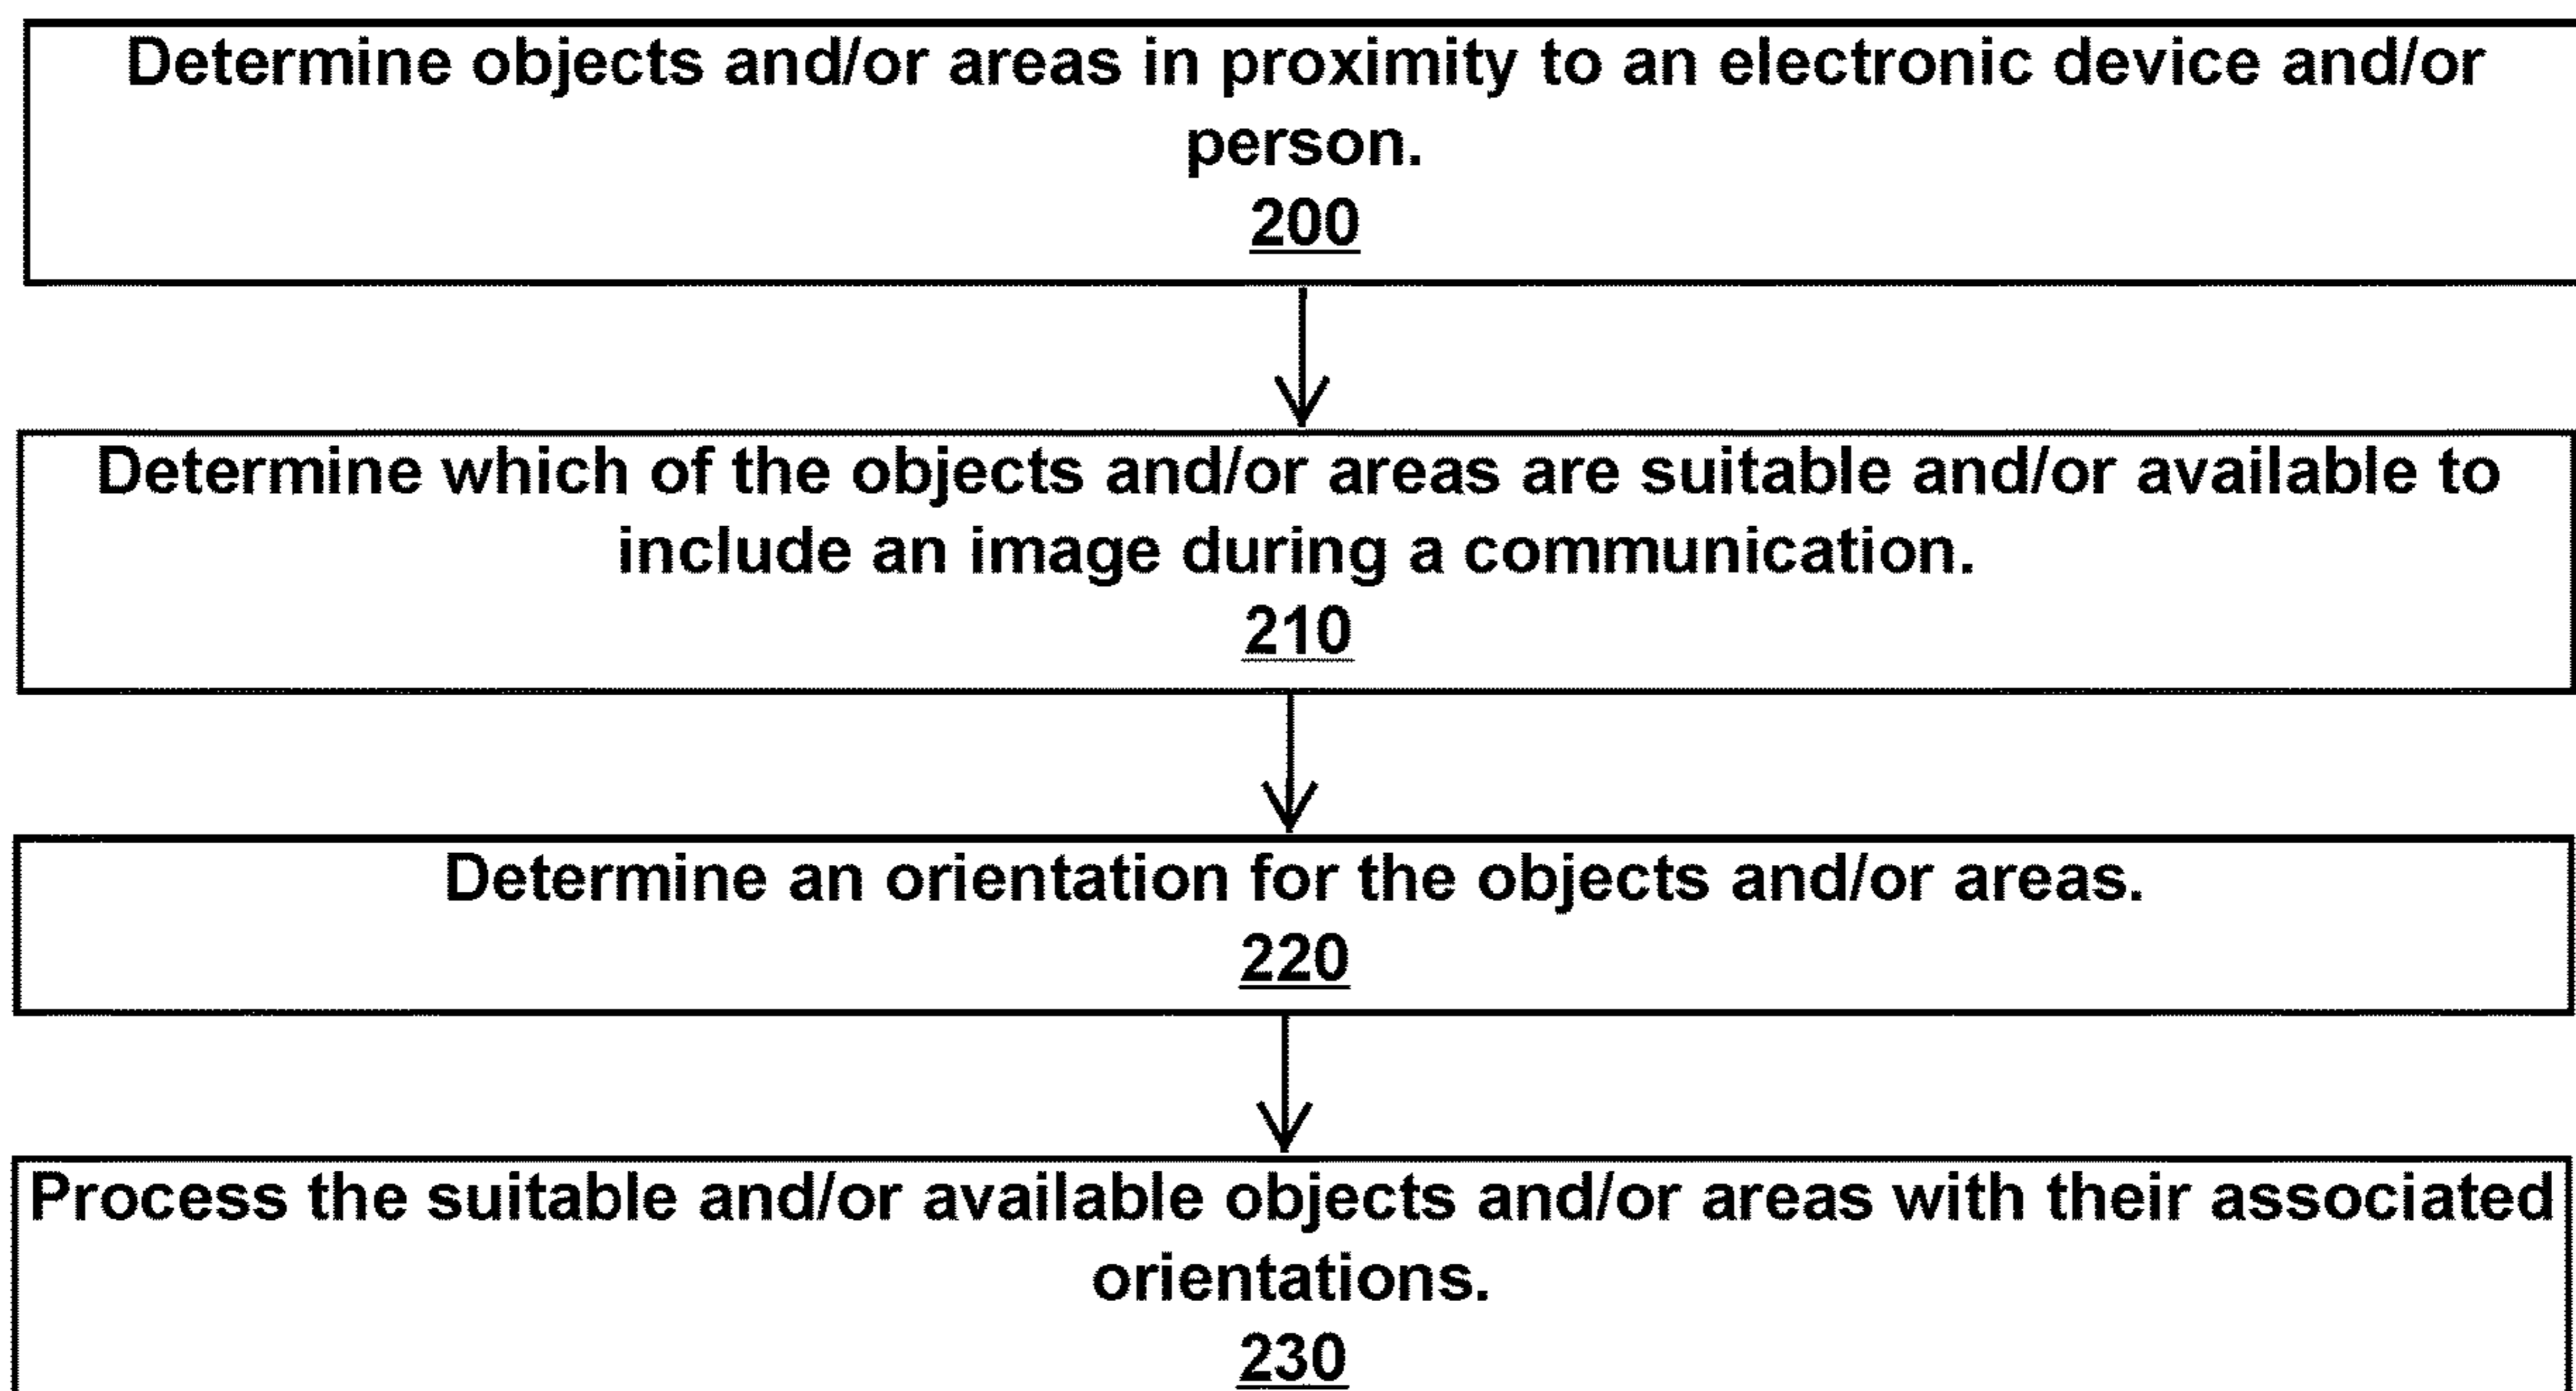 Determine objects and/or areas in proximity to an electronic device and/or
person.
200
Determine which of the objects and/or areas are suitable and/or available to
include an image during a communication.
210
Determine an orientation for the objects and/or areas.
220
Process the suitable and/or available objects and/or areas with their associated
orientations.
230